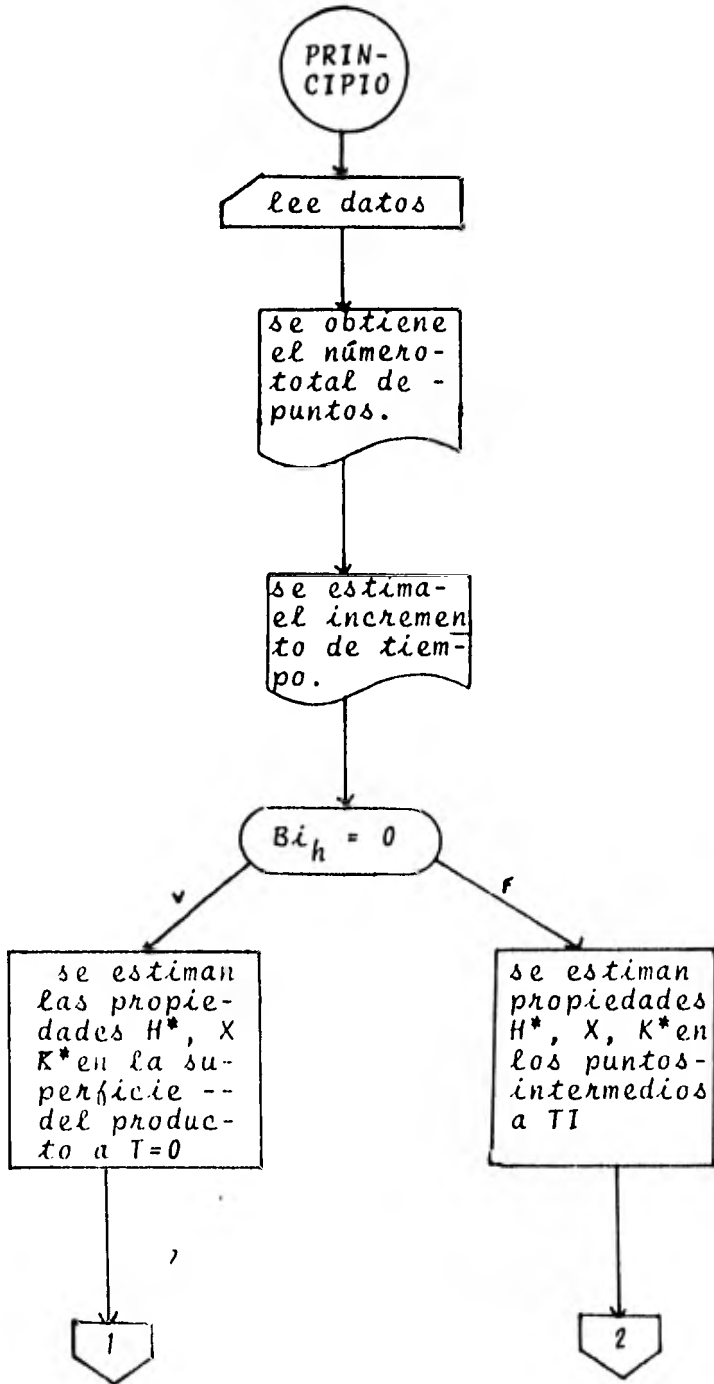 PRIN-
CIPIO
lee datos
se obtiene
el número-
total de -
puntos.
se estima-
el incremen
to de tiem-
po.
Bih = 0
v
F
se estiman
las propie-
dades H*, X
K* en la su-
perficie --
del produc-
to a T=0
se estiman
propiedades
H*, X, K* en
los puntos-
intermedios
a TI
1
2